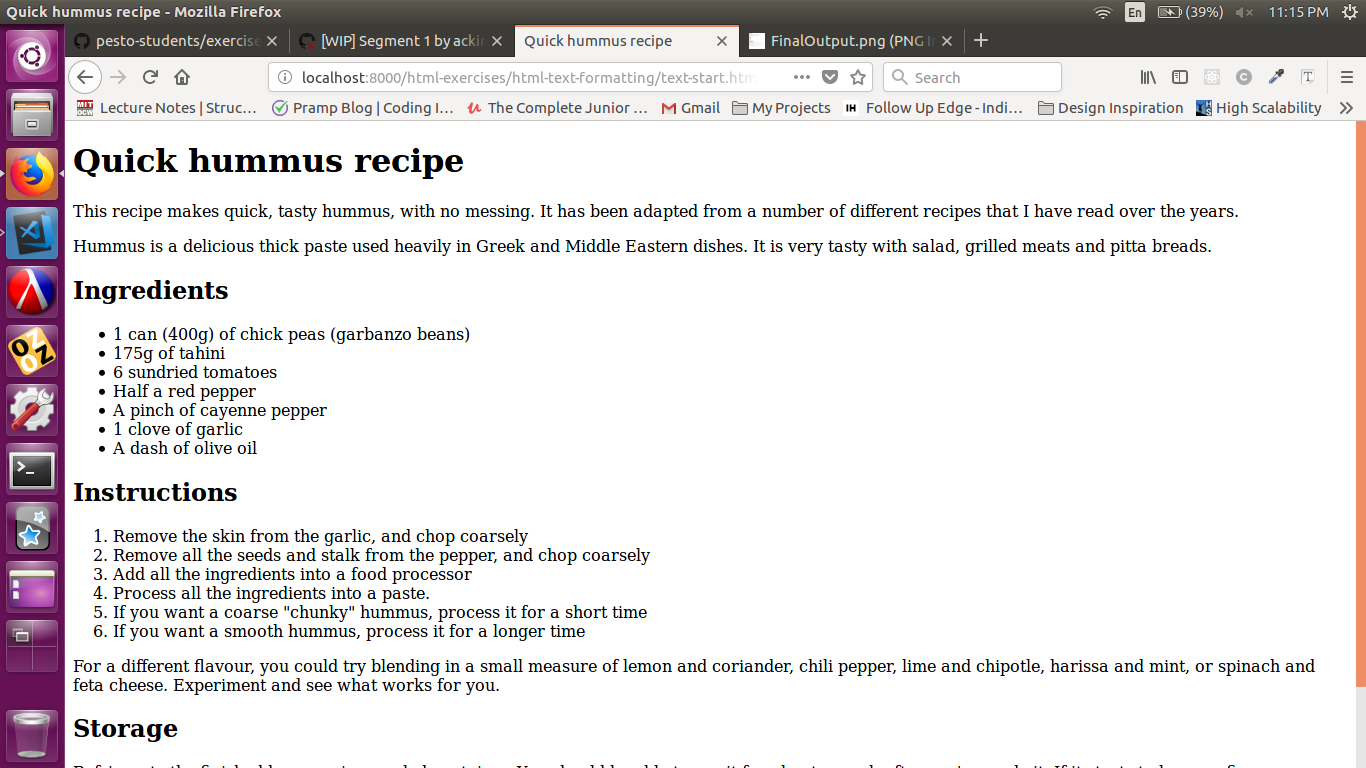 Quick hummus recipe - Mozilla Firefox
En
(39%)
11:15 PM
pesto-students/exercise
[WIP] Segment 1 by ackin
Quick hummus recipe
FinalOutput.png (PNG I
localhost:8000/html-exercises/html-text-formatting/text-start.htm
Search
Lecture Notes | Struc...
Pramp Blog | Coding I...
The Complete Junior ...
Gmail
My Projects
Follow Up Edge - Indi...
Design Inspiration
High Scalability
Quick hummus recipe
This recipe makes quick, tasty hummus, with no messing. It has been adapted from a number of different recipes that I have read over the years.
Hummus is a delicious thick paste used heavily in Greek and Middle Eastern dishes. It is very tasty with salad, grilled meats and pitta breads.
Ingredients
• 1 can (400g) of chick peas (garbanzo beans)
• 175g of tahini
• 6 sundried tomatoes
• Half a red pepper
• A pinch of cayenne pepper
• 1 clove of garlic
• A dash of olive oil
Instructions
1. Remove the skin from the garlic, and chop coarsely
2. Remove all the seeds and stalk from the pepper, and chop coarsely
3. Add all the ingredients into a food processor
4. Process all the ingredients into a paste.
5. If you want a coarse "chunky" hummus, process it for a short time
6. If you want a smooth hummus, process it for a longer time
For a different flavour, you could try blending in a small measure of lemon and coriander, chili pepper, lime and chipotle, harissa and mint, or spinach and
feta cheese. Experiment and see what works for you.
Storage